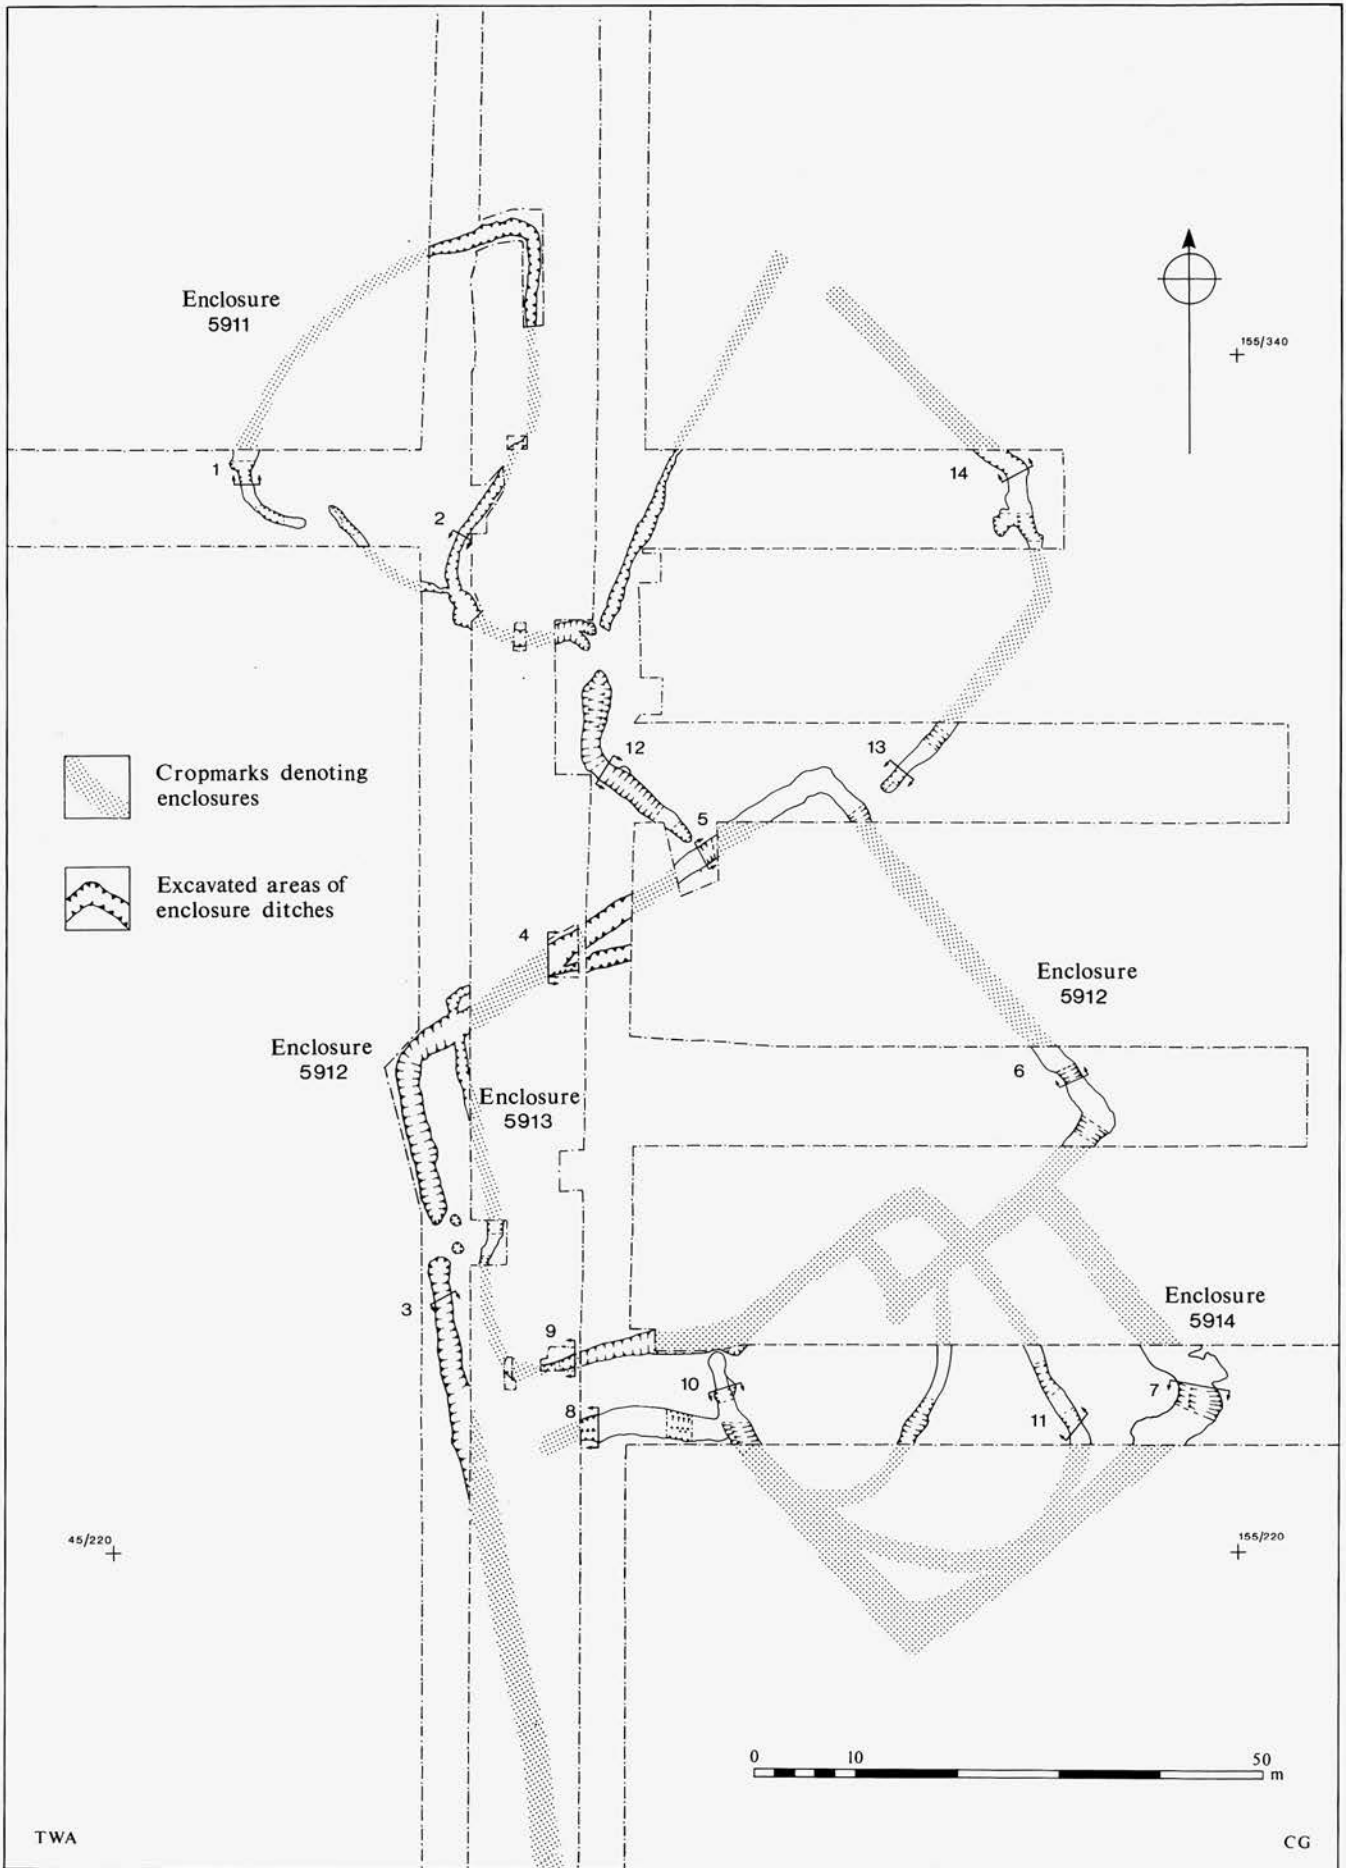 Enclosure
5911
155/340
1
14
2
Cropmarks denoting
enclosures
12
13
5
Excavated areas of
enclosure ditches
4
Enclosure
5912
Enclosure
5912
6
Enclosure
5913
3
Enclosure
5914
9
10
7
8
11
45/220
155/220
0 10 50
m
TWA
CG